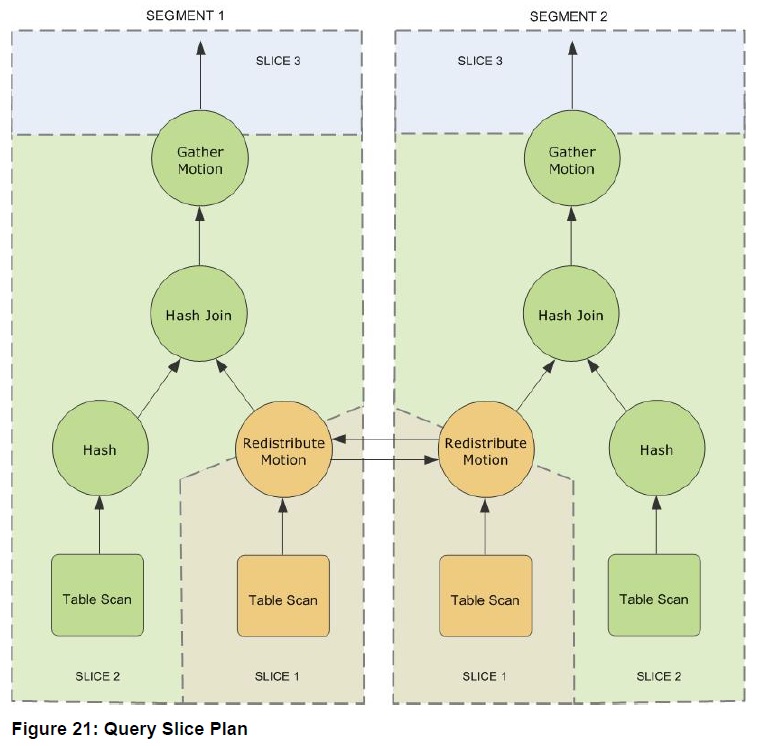 SEGMENT 1
SEGMENT 2
SLICE 3
SLICE 3
Gather
Motion
Gather
Motion
Hash Join
Hash Join
Hash
Redistribute
Motion
Redistribute
Motion
Hash
Table Scan
Table Scan
Table Scan
Table Scan
SLICE 2
SLICE 1
SLICE 1
SLICE 2
Figure 21: Query Slice Plan